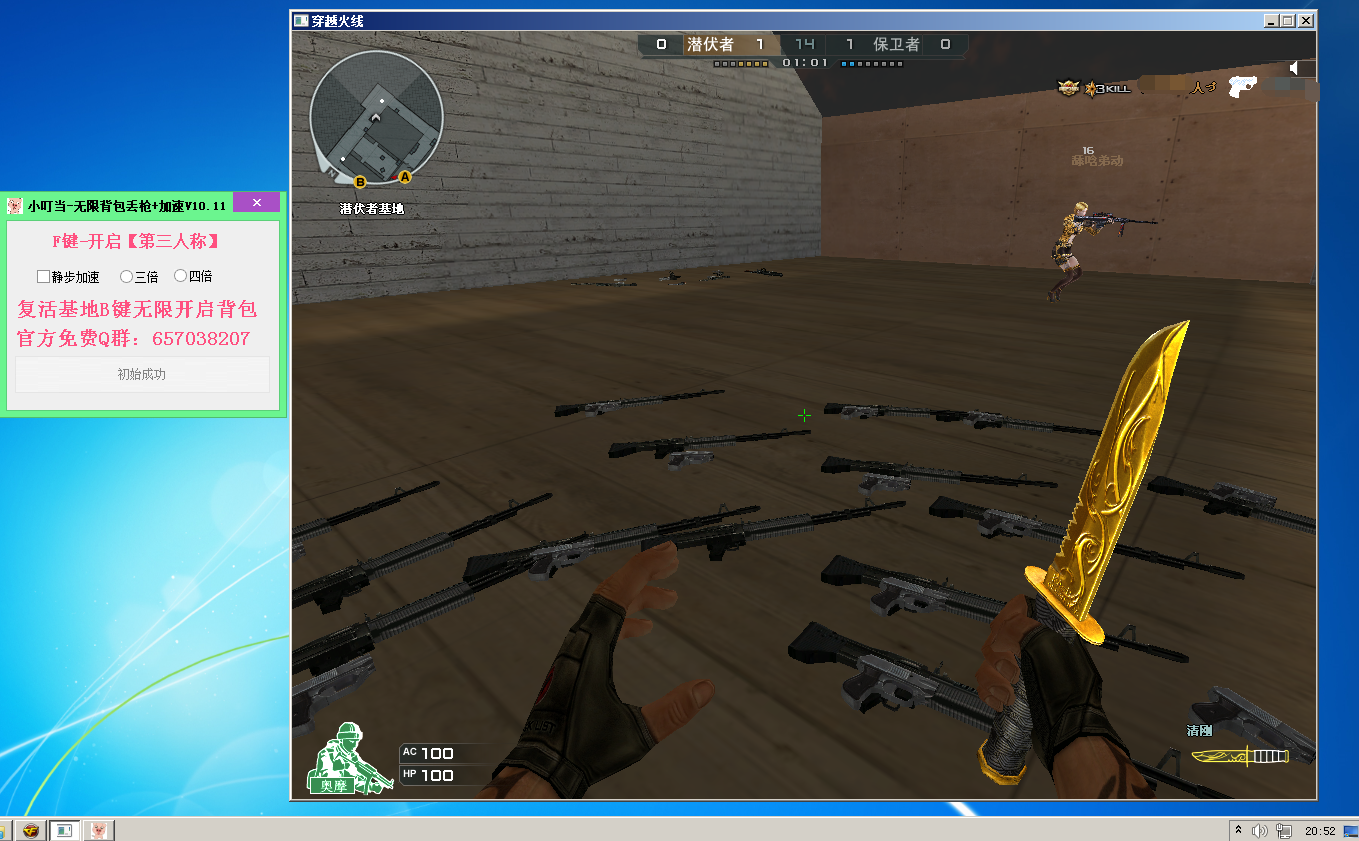 穿越火线
0 潜伏者 1 14 1 保卫者 0
01:01
3KILL
16
N
B
A
潜伏者基地
小叮当-无限背包丢枪+加速V10.11
F键-开启【第三人称】
静步加速 三倍 四倍
复活基地B键无限开启背包
官方免费Q群：657038207
初始成功
清刚
AC 100
HP 100
奥摩
20:52